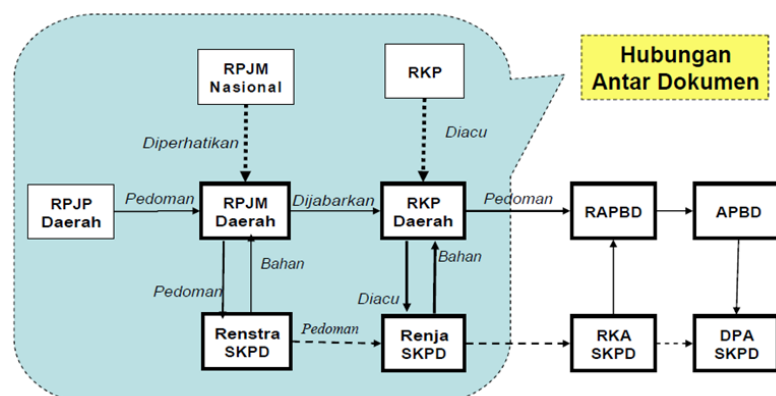 Hubungan
Antar Dokumen
RPJM
Nasional
RKP
Diperhatikan
Diacu
RPJP
Daerah
Pedoman
RPJM
Daerah
Dijabarkan
RKP
Daerah
Pedoman
RAPBD
APBD
Pedoman
Bahan
Diacu
Bahan
Renstra
SKPD
Pedoman
Renja
SKPD
RKA
SKPD
DPA
SKPD